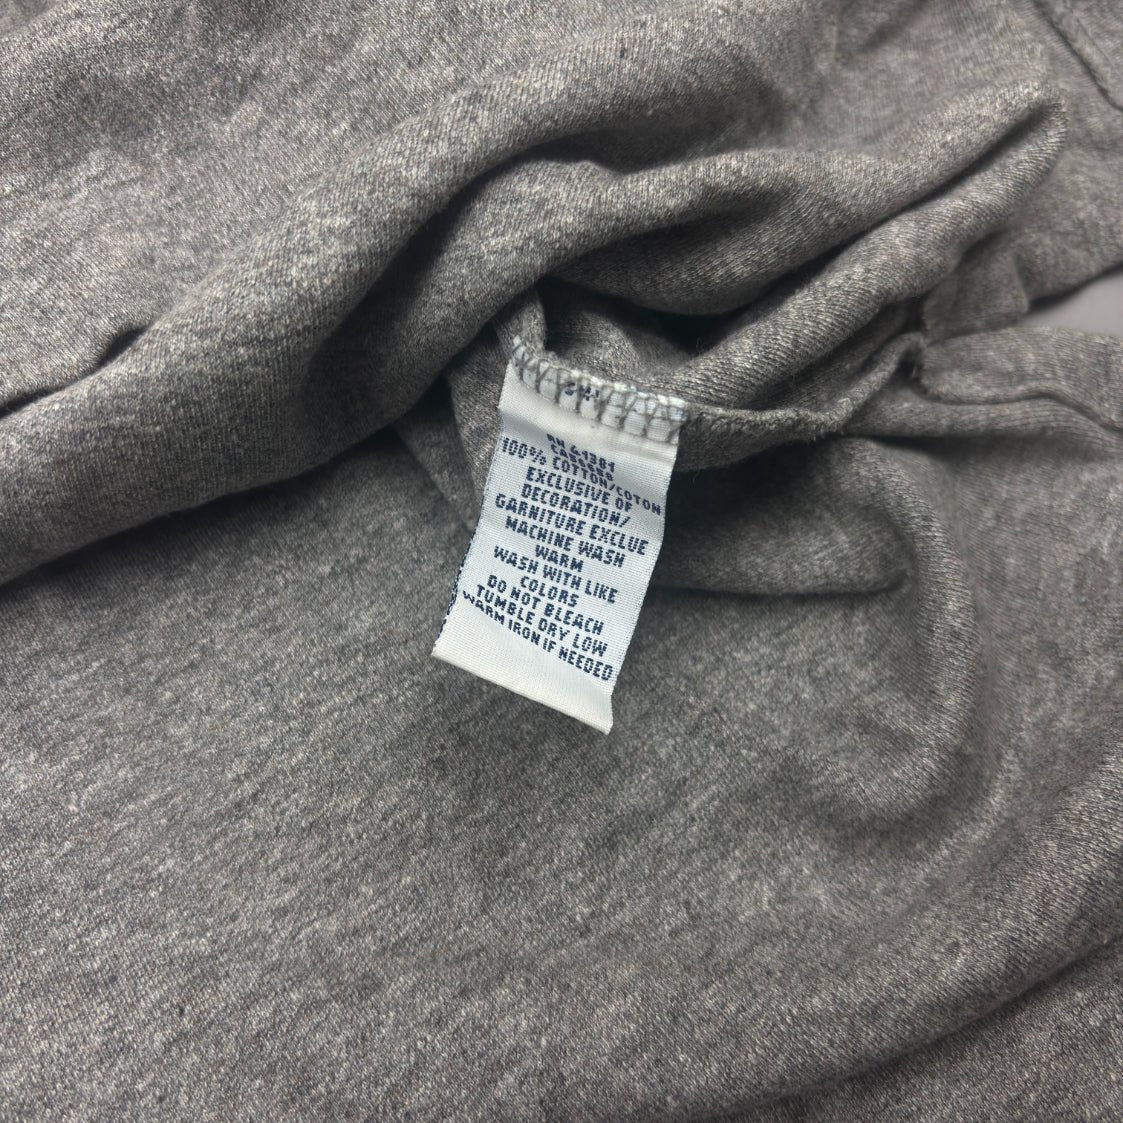 RN 41381
100% COTTON/COTON
EXCLUSIVE OF
DECORATION/
GARNITURE EXCLUE
MACHINE WASH
WARM
WASH WITH LIKE
COLORS
DO NOT BLEACH
TUMBLE DRY LOW
WARM IRON IF NEEDED